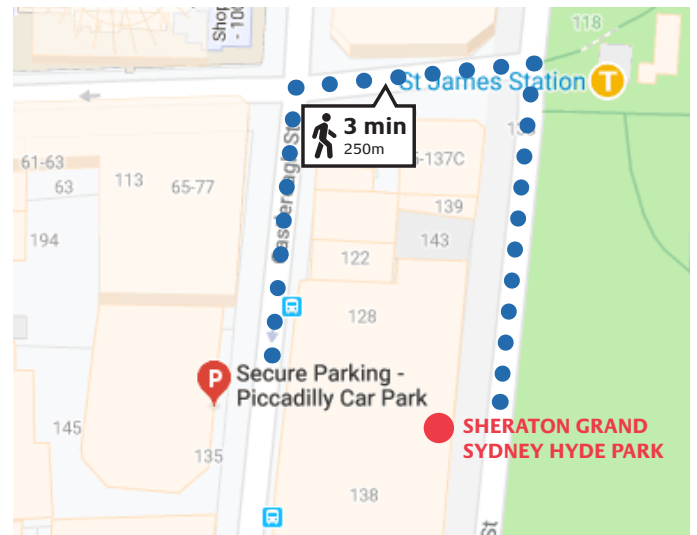 Shop
- 100
118
St James Station T
3 min
250m
-137C
61-63
63
113
65-77
139
194
143
122
128
Secure Parking -
Piccadilly Car Park
P
SHERATON GRAND
SYDNEY HYDE PARK
145
135
138
St